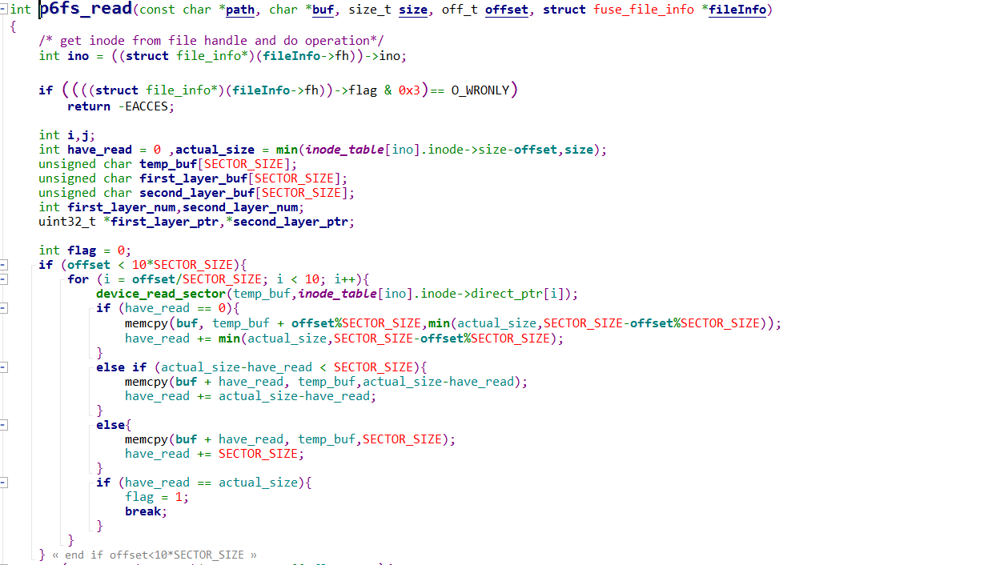 int p6fs_read(const char *path, char *buf, size_t size, off_t offset, struct fuse_file_info *fileInfo)
{
    /* get inode from file handle and do operation*/
    int ino = ((struct file_info*)(fileInfo->fh))->ino;

    if ((((struct file_info*)(fileInfo->fh))->flag & 0x3)== O_WRONLY)
        return -EACCES;

    int i,j;
    int have_read = 0 ,actual_size = min(inode_table[ino].inode->size-offset,size);
    unsigned char temp_buf[SECTOR_SIZE];
    unsigned char first_layer_buf[SECTOR_SIZE];
    unsigned char second_layer_buf[SECTOR_SIZE];
    int first_layer_num,second_layer_num;
    uint32_t *first_layer_ptr,*second_layer_ptr;

    int flag = 0;
    if (offset < 10*SECTOR_SIZE){
        for (i = offset/SECTOR_SIZE; i < 10; i++){
            device_read_sector(temp_buf,inode_table[ino].inode->direct_ptr[i]);
            if (have_read == 0){
                memcpy(buf, temp_buf + offset%SECTOR_SIZE,min(actual_size,SECTOR_SIZE-offset%SECTOR_SIZE));
                have_read += min(actual_size,SECTOR_SIZE-offset%SECTOR_SIZE);
            }
            else if (actual_size-have_read < SECTOR_SIZE){
                memcpy(buf + have_read, temp_buf,actual_size-have_read);
                have_read += actual_size-have_read;
            }
            else{
                memcpy(buf + have_read, temp_buf,SECTOR_SIZE);
                have_read += SECTOR_SIZE;
            }
            if (have_read == actual_size){
                flag = 1;
                break;
            }
        }
    } « end if offset<10*SECTOR_SIZE »